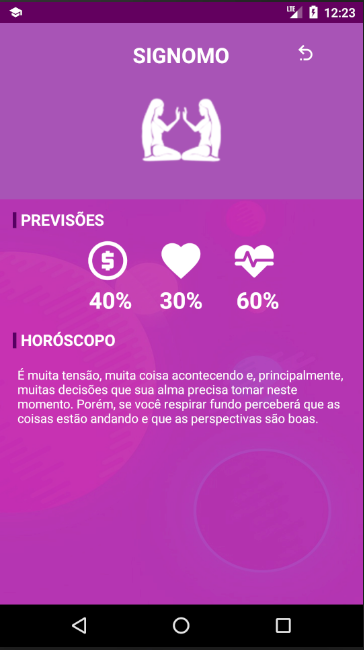 LTE 12:23
SIGNOMO
PREVISÕES
40% 30% 60%
HORÓSCOPO
É muita tensão, muita coisa acontecendo e, principalmente,
muitas decisões que sua alma precisa tomar neste
momento. Porém, se você respirar fundo perceberá que as
coisas estão andando e que as perspectivas são boas.